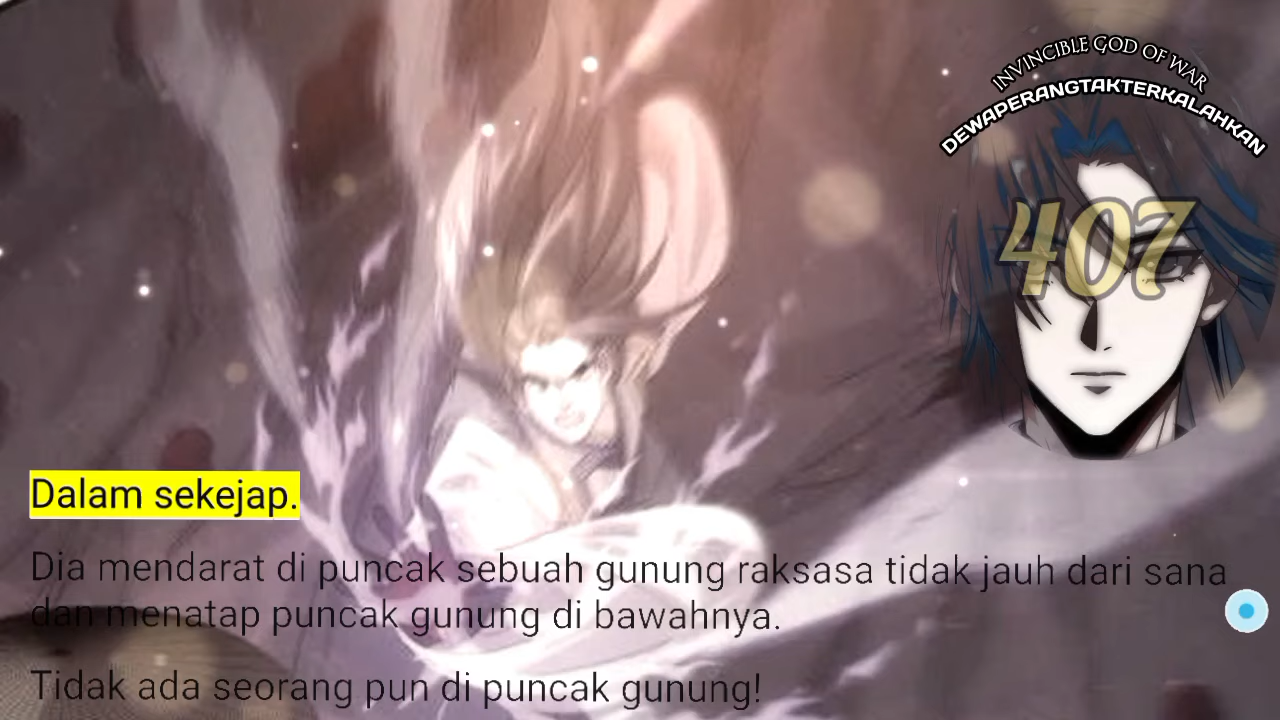 INVINCIBLE GOD OF WAR
DEWAPERANGTAKTERKALAHKAN
407
Dalam sekejap.
Dia mendarat di puncak sebuah gunung raksasa tidak jauh dari sana
dan menatap puncak gunung di bawahnya.
Tidak ada seorang pun di puncak gunung!